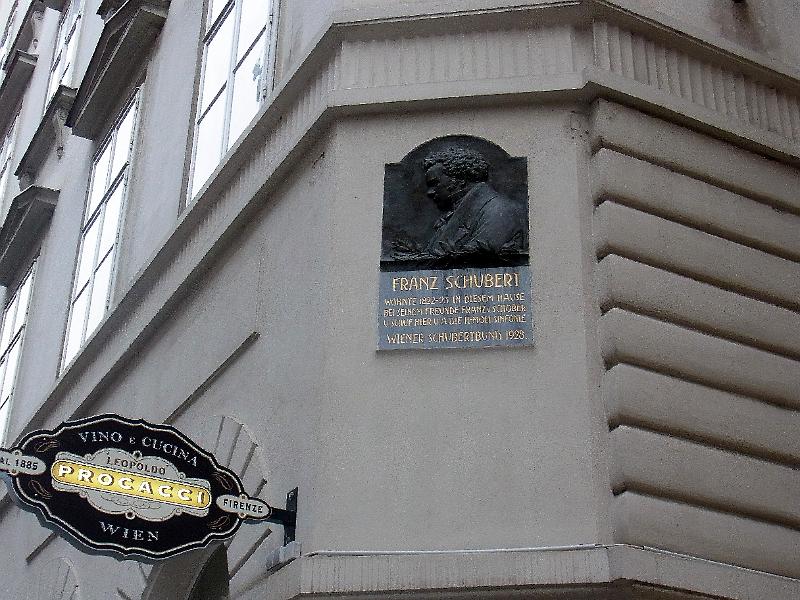 FRANZ SCHUBERT
WOHNTE 1822-23 IN DIESEM HAUSE
BEI SEINEM FREUNDE FRANZ V. SCHOBER
U. SCHUF HIER U. A. DIE H-MOLL SINFONIE
WIENER SCHUBERTBUND 1928.
VINO E CUCINA
AL 1885
LEOPOLDO
PROCACCI
FIRENZE
WIEN